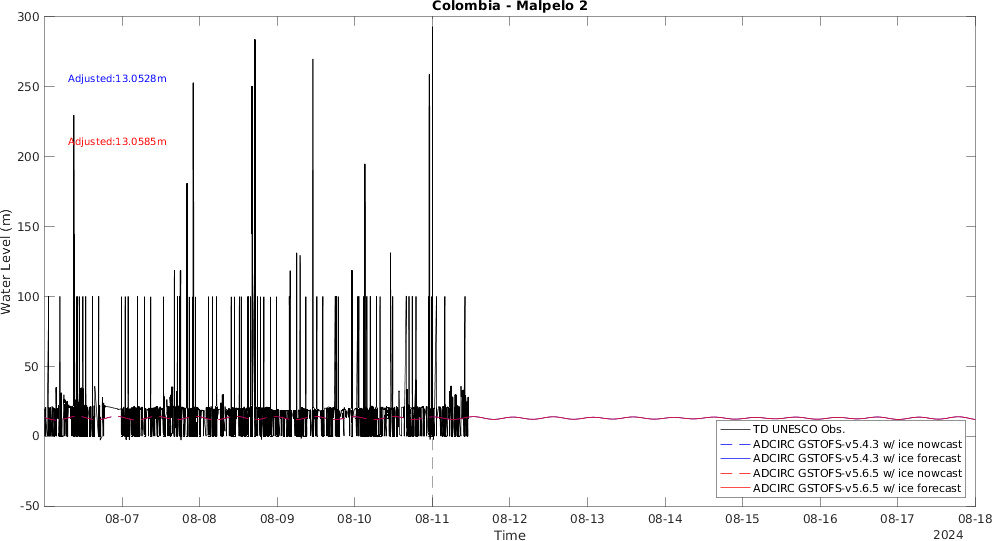 Colombia - Malpelo 2
300
250
200
150
100
50
0
-50
Water Level (m)
Adjusted:13.0528m
Adjusted:13.0585m
TD UNESCO Obs.
ADCIRC GSTOFS-v5.4.3 w/ ice nowcast
ADCIRC GSTOFS-v5.4.3 w/ ice forecast
ADCIRC GSTOFS-v5.6.5 w/ ice nowcast
ADCIRC GSTOFS-v5.6.5 w/ ice forecast
08-07 08-08 08-09 08-10 08-11 08-12 08-13 08-14 08-15 08-16 08-17 08-18
Time
2024